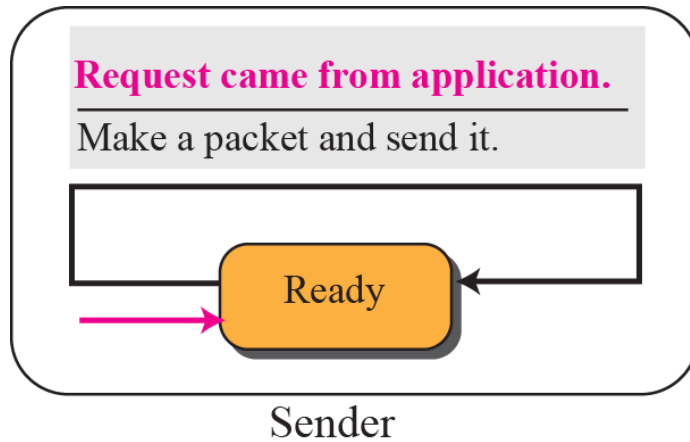 Request came from application.
Make a packet and send it.
Ready
Sender